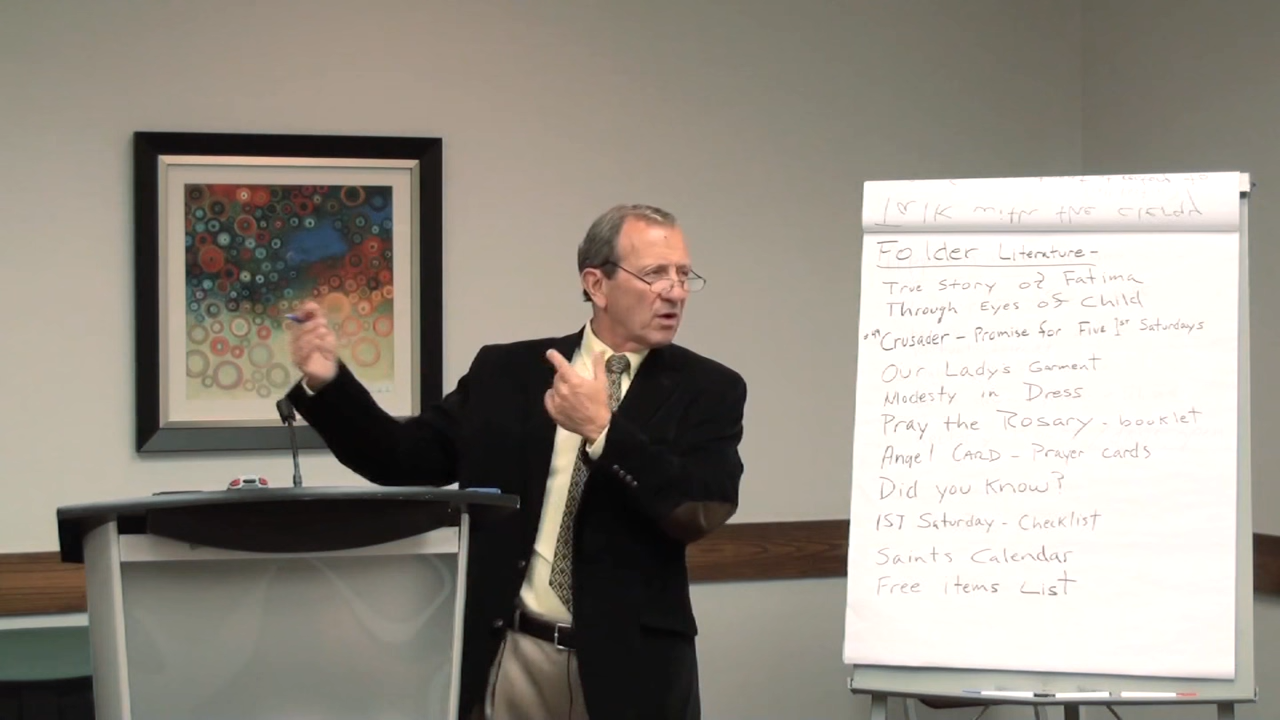 Folder Literature -
True Story of Fatima
Through Eyes of Child
Crusader - Promise for Five 1st Saturdays
Our Ladys Garment
Modesty in Dress
Pray the Rosary - booklet
Angel CARD - Prayer cards
Did you Know?
1ST Saturday - Checklist
Saints Calendar
Free items List